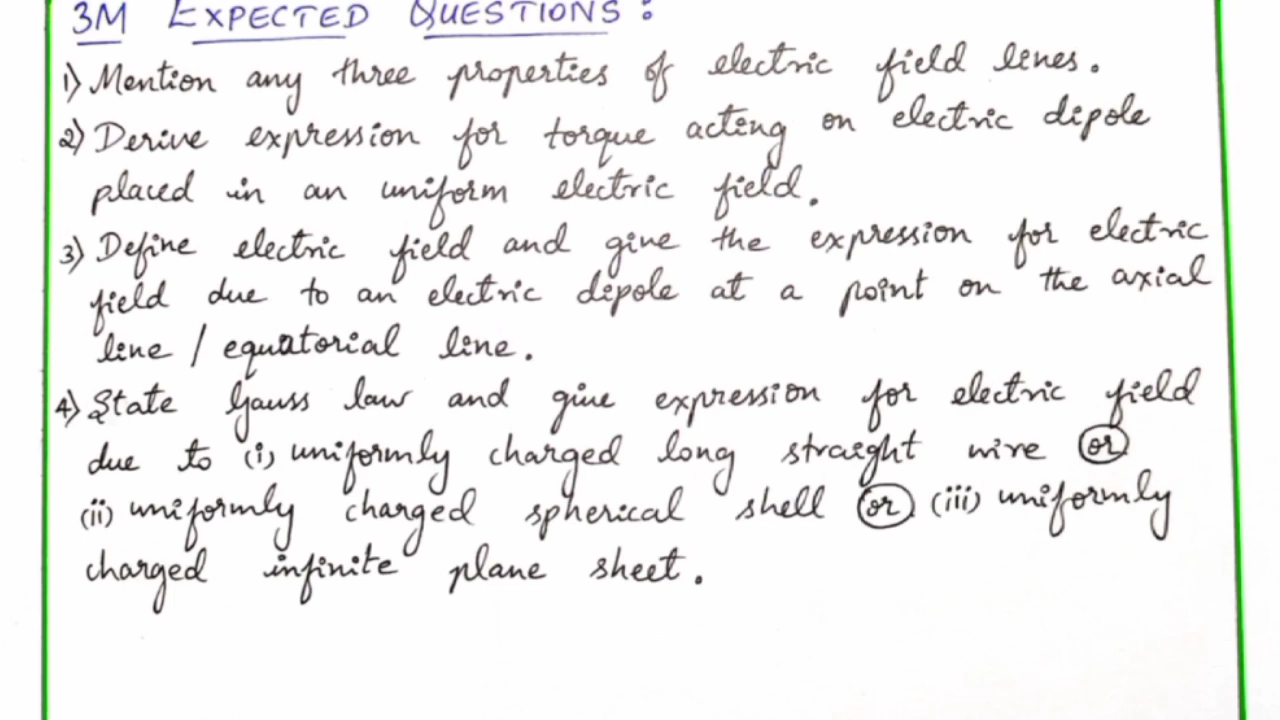 3M EXPECTED QUESTIONS:
1) Mention any three properties of electric field lines.
2) Derive expression for torque acting on electric dipole
placed in an uniform electric field.
3) Define electric field and give the expression for electric
field due to an electric dipole at a point on the axial
line / equatorial line.
4) State Gauss law and give expression for electric field
due to (i) uniformly charged long straight wire or
(ii) uniformly charged spherical shell or (iii) uniformly
charged infinite plane sheet.